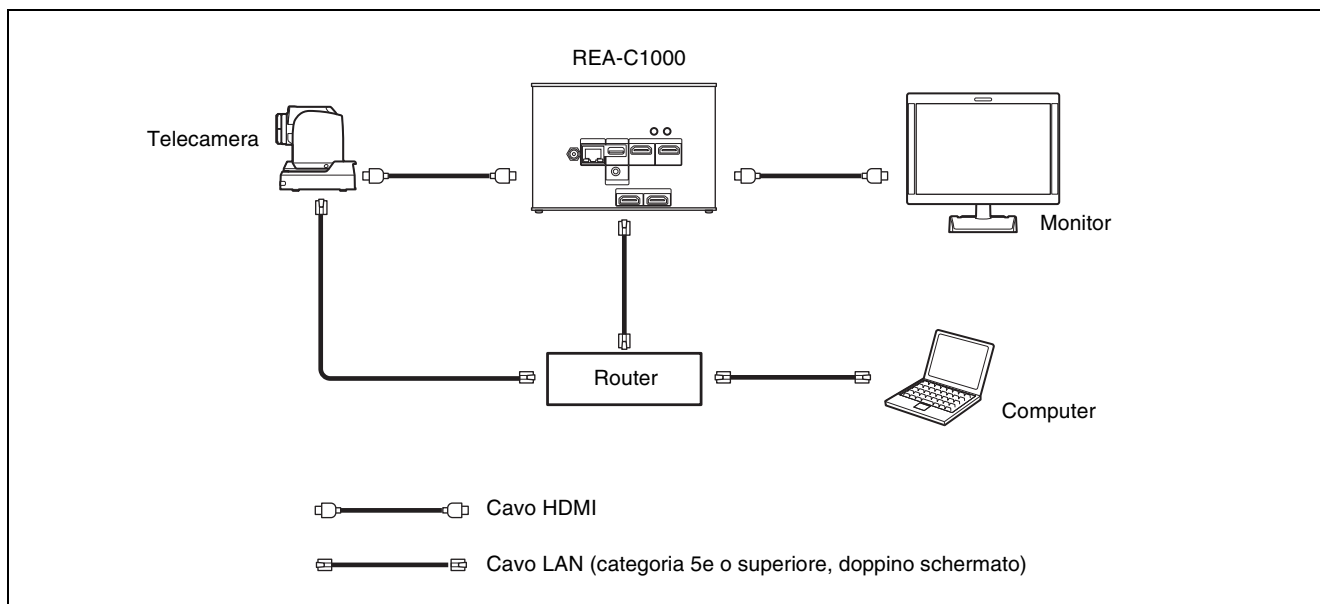 REA-C1000
Telecamera
Monitor
Router
Computer
Cavo HDMI
Cavo LAN (categoria 5e o superiore, doppino schermato)